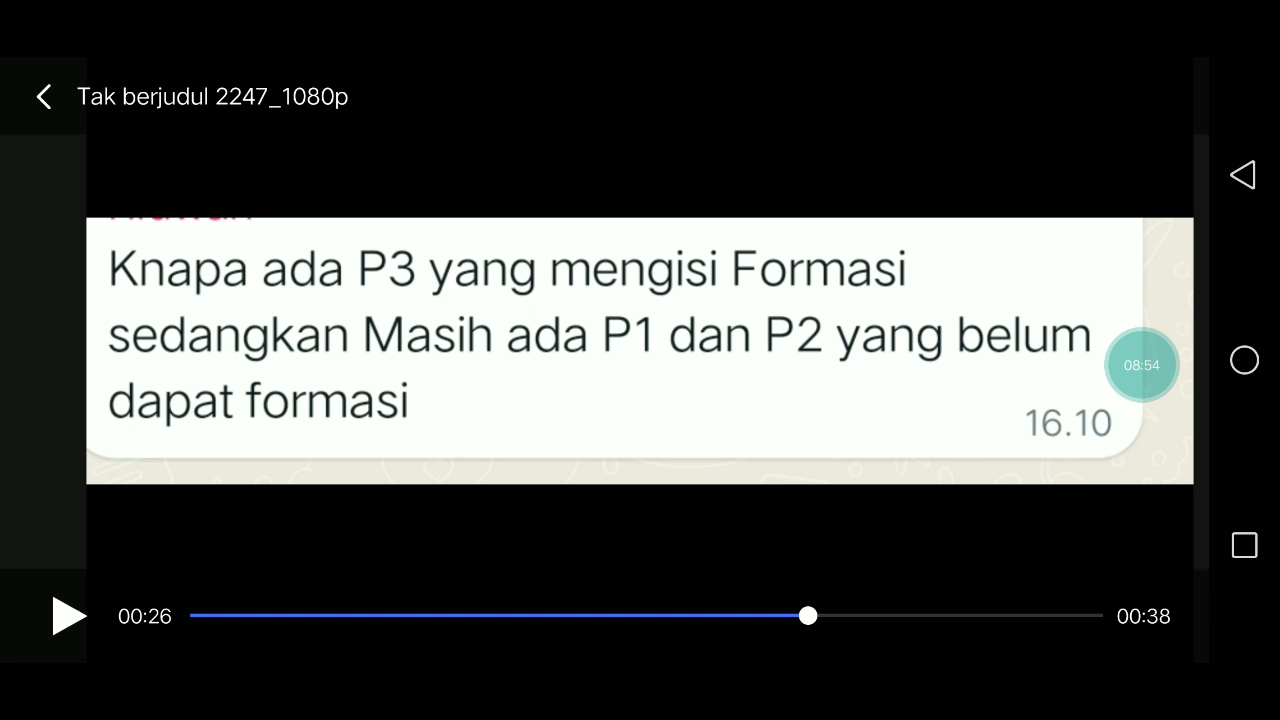 Tak berjudul 2247_1080p
Knapa ada P3 yang mengisi Formasi
sedangkan Masih ada P1 dan P2 yang belum
dapat formasi
08:54
16.10
00:26
00:38